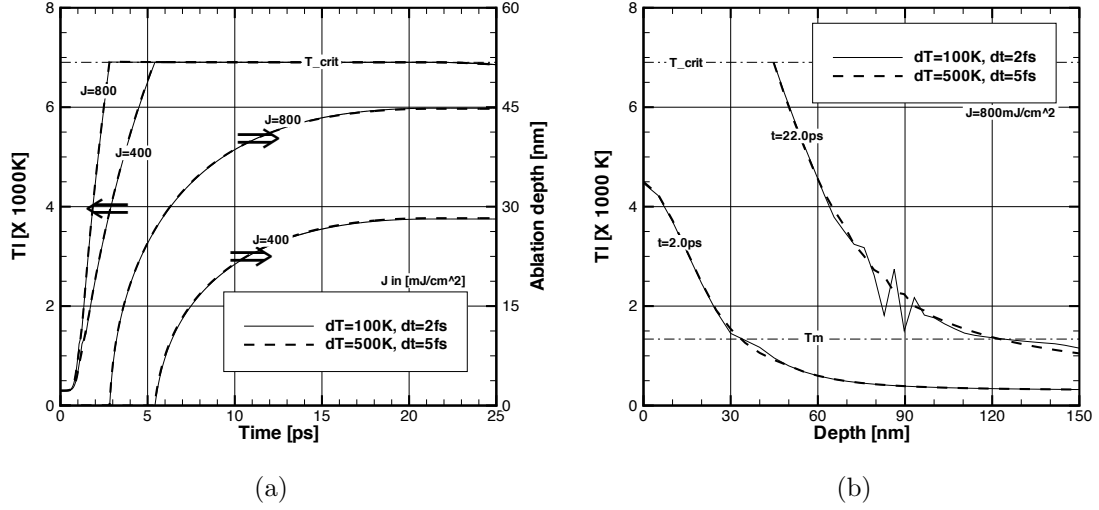 8
6
4
2
0
Tl [X 1000K]
0
5
10
15
20
25
Time [ps]
60
45
30
15
0
Ablation depth [nm]
T_crit
J=800
J=400
J=800
J=400
J in [mJ/cm^2]
dT=100K, dt=2fs
dT=500K, dt=5fs
(a)
8
6
4
2
0
Tl [X 1000 K]
0
30
60
90
120
150
Depth [nm]
T_crit
dT=100K, dt=2fs
dT=500K, dt=5fs
J=800mJ/cm^2
t=22.0ps
t=2.0ps
Tm
(b)